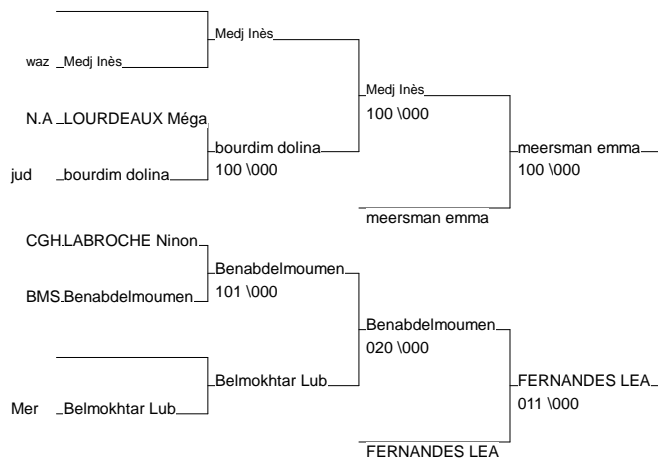 Medj Inès
waz Medj Inès
Medj Inès
100 \000
N.A LOURDEAUX Méga
bourdim dolina
100 \000
meersman emma
100 \000
jud bourdim dolina
meersman emma
CGH LABROCHE Ninon
Benabdelmoumen
101 \000
BMS Benabdelmoumen
Benabdelmoumen
020 \000
Belmokhtar Lub
FERNANDES LEA
011 \000
Mer Belmokhtar Lub
FERNANDES LEA